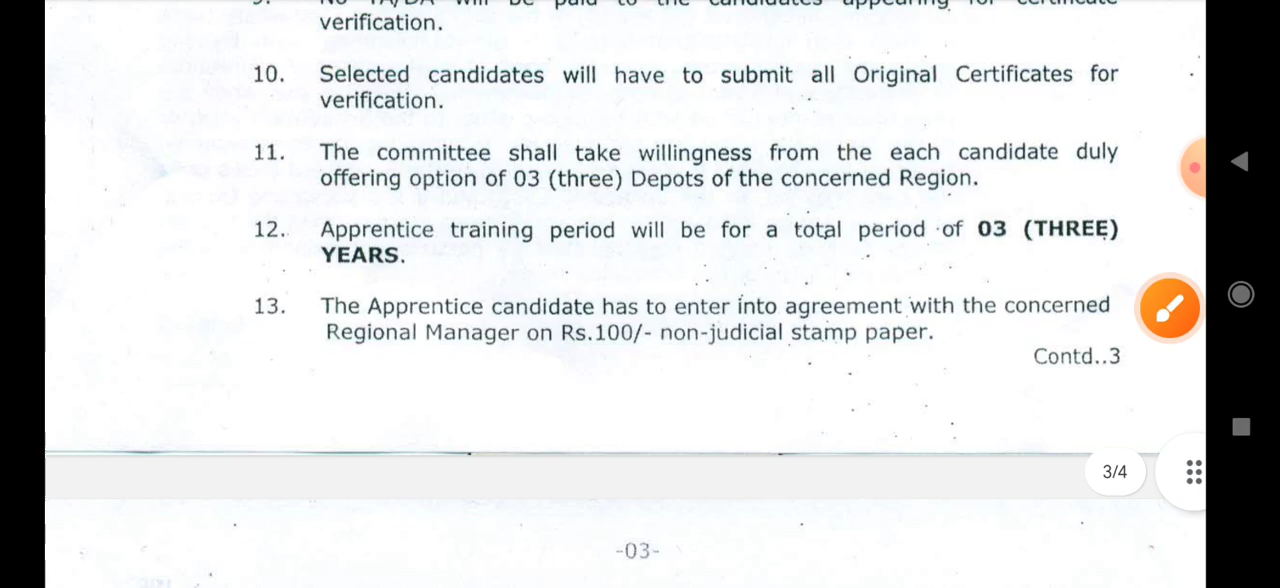 verification.
10. Selected candidates will have to submit all Original Certificates for
verification.
11. The committee shall take willingness from the each candidate duly
offering option of 03 (three) Depots of the concerned Region.
12. Apprentice training period will be for a total period of 03 (THREE)
YEARS.
13. The Apprentice candidate has to enter into agreement with the concerned
Regional Manager on Rs.100/- non-judicial stamp paper.
Contd..3
3/4
-03-